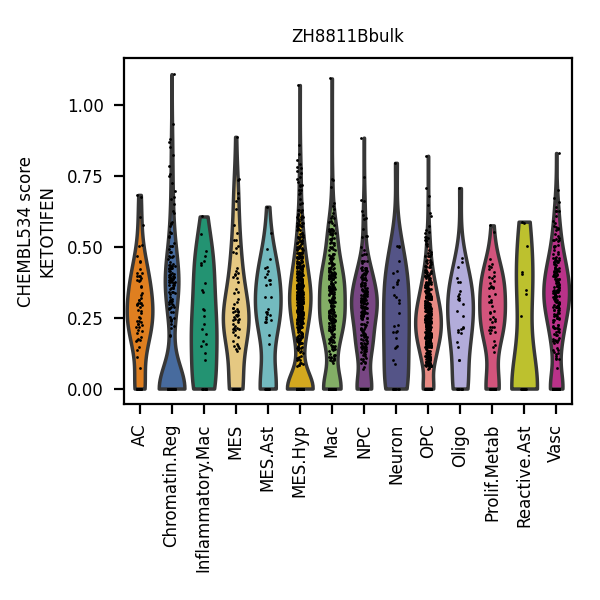 ZH8811Bbulk
CHEMBL534 score
KETOTIFEN
1.00
0.75
0.50
0.25
0.00
AC
Chromatin.Reg
Inflammatory.Mac
MES
MES.Ast
MES.Hyp
Mac
NPC
Neuron
OPC
Oligo
Prolif.Metab
Reactive.Ast
Vasc